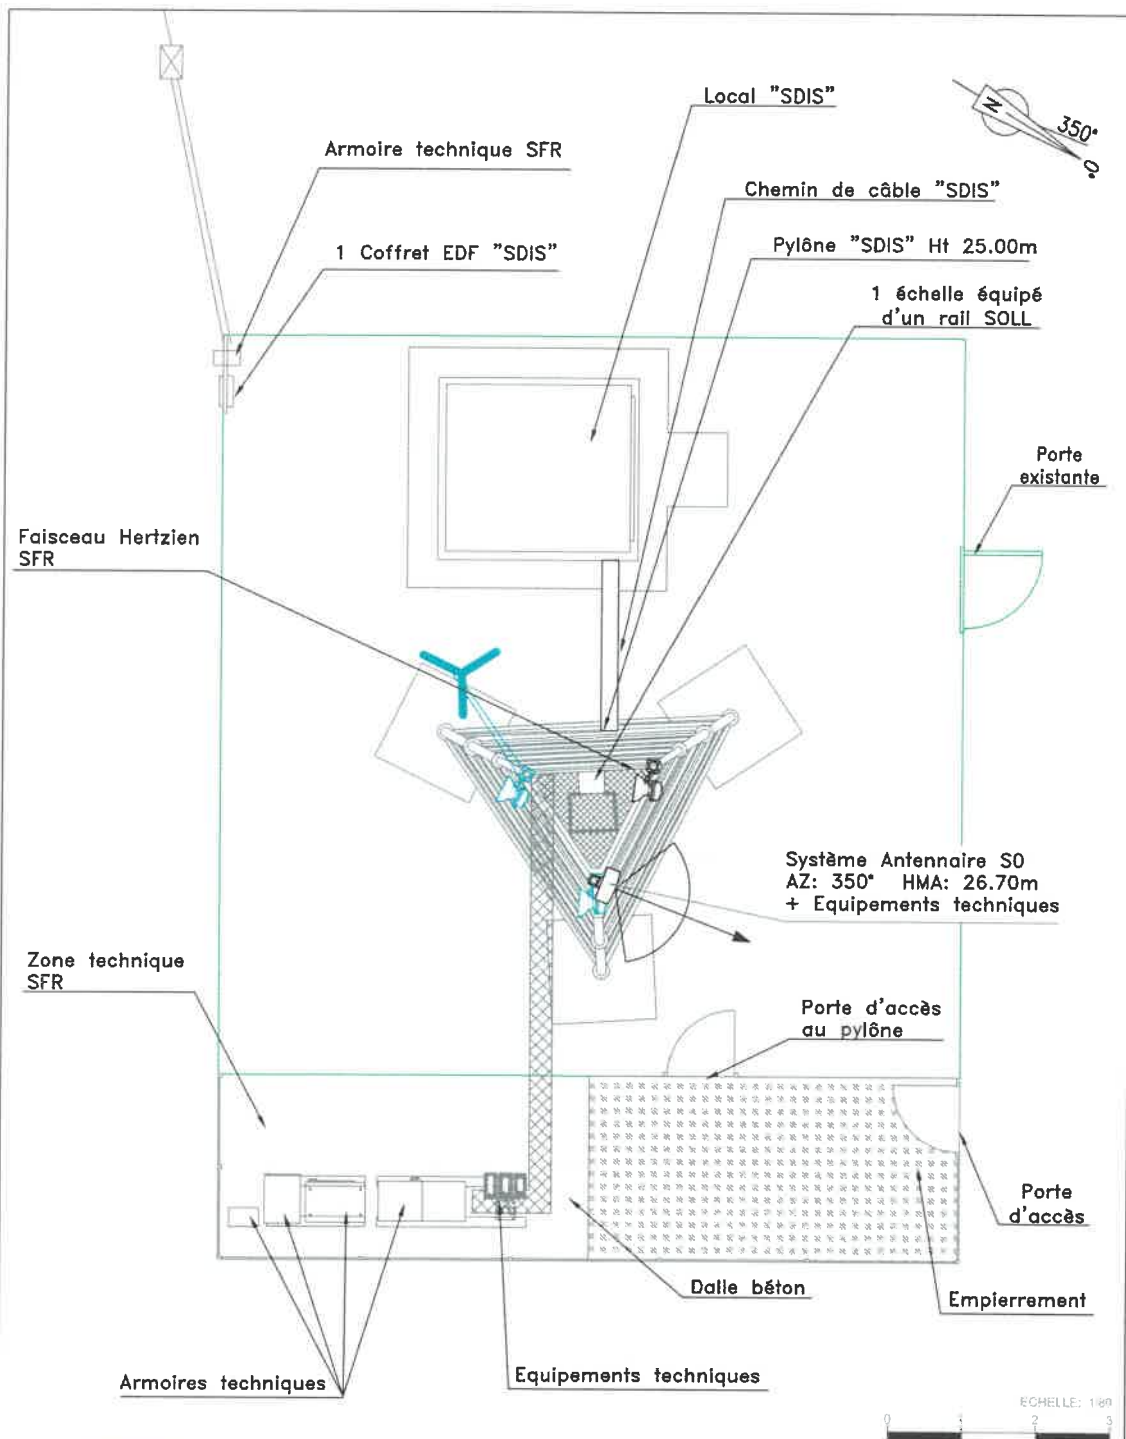 Local "SDIS"
N
350°
0°
Armoire technique SFR
Chemin de câble "SDIS"
1 Coffret EDF "SDIS"
Pylône "SDIS" Ht 25.00m
1 échelle équipé
d'un rail SOLL
Porte
existante
Faisceau Hertzien
SFR
Système Antennaire S0
AZ: 350° HMA: 26.70m
+ Equipements techniques
Zone technique
SFR
Porte d'accès
au pylône
Porte
d'accès
Dalle béton
Empierrement
Armoires techniques
Equipements techniques
ECHELLE: 1/80
0 1 2 3